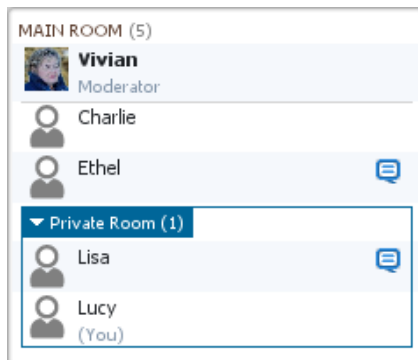 MAIN ROOM (5)
Vivian
Moderator
Charlie
Ethel
Private Room (1)
Lisa
Lucy
(You)